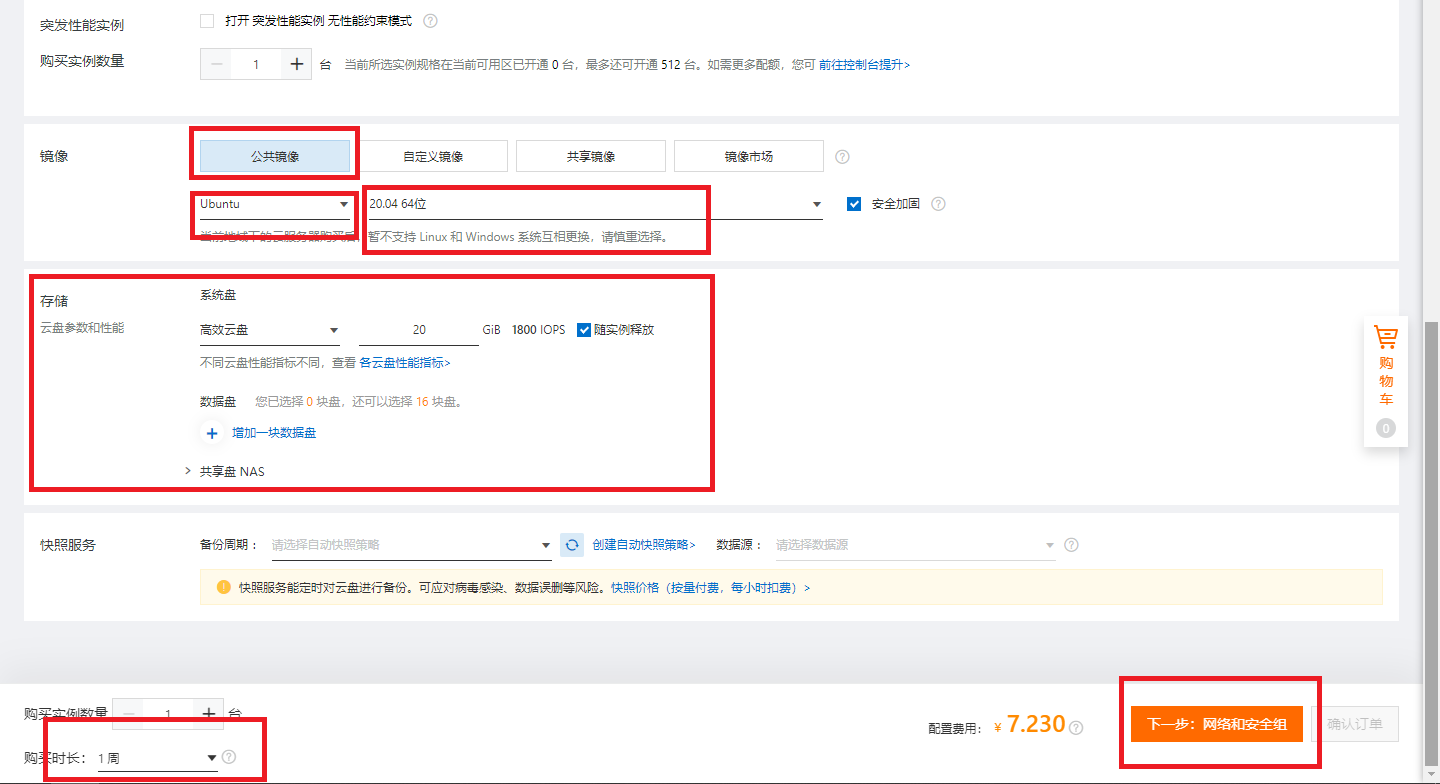 突发性能实例 打开 突发性能实例 无性能约束模式 ?
购买实例数量 − 1 + 台 当前所选实例规格在当前可用区已开通 0 台，最多还可开通 512 台。如需更多配额，您可 前往控制台提升>
镜像 公共镜像 自定义镜像 共享镜像 镜像市场 ?
Ubuntu 20.04 64位 安全加固 ?
当前地域下的云服务器购买后，暂不支持 Linux 和 Windows 系统互相更换，请慎重选择。
系统盘
存储
云盘参数和性能
高效云盘 20 GiB 1800 IOPS 随实例释放
不同云盘性能指标不同，查看 各云盘性能指标>
数据盘 您已选择 0 块盘，还可以选择 16 块盘。
+ 增加一块数据盘
> 共享盘 NAS
快照服务 备份周期： 请选择自动快照策略 创建自动快照策略> 数据源： 请选择数据源 ?
! 快照服务能定时对云盘进行备份。可应对病毒感染、数据误删等风险。快照价格（按量付费，每小时扣费）>
购
物
车
0
购买实例数量 − 1 + 台
购买时长： 1 周 ?
配置费用： ¥ 7.230 ?
下一步：网络和安全组
确认订单